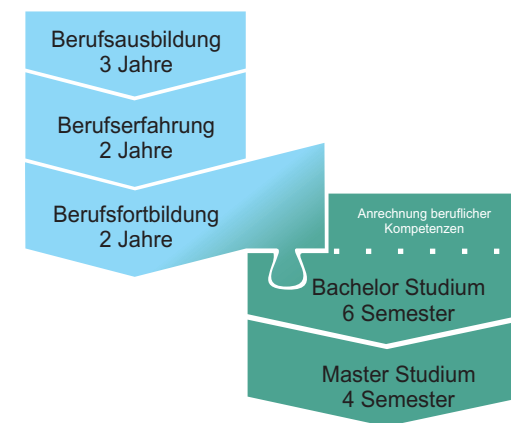 Berufsausbildung
3 Jahre
Berufserfahrung
2 Jahre
Berufsfortbildung
2 Jahre
Anrechnung beruflicher
Kompetenzen
Bachelor Studium
6 Semester
Master Studium
4 Semester